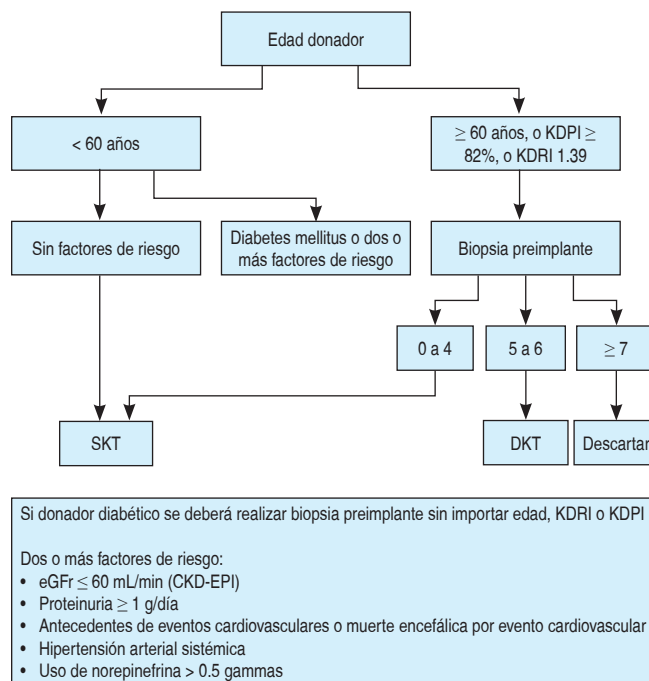 Edad donador
< 60 años
≥ 60 años, o KDPI ≥
82%, o KDRI 1.39
Sin factores de riesgo
Diabetes mellitus o dos o
más factores de riesgo
Biopsia preimplante
0 a 4
5 a 6
≥ 7
SKT
DKT
Descartar
Si donador diabético se deberá realizar biopsia preimplante sin importar edad, KDRI o KDPI
Dos o más factores de riesgo:
• eGFr ≤ 60 mL/min (CKD-EPI)
• Proteinuria ≥ 1 g/día
• Antecedentes de eventos cardiovasculares o muerte encefálica por evento cardiovascular
• Hipertensión arterial sistémica
• Uso de norepinefrina > 0.5 gammas